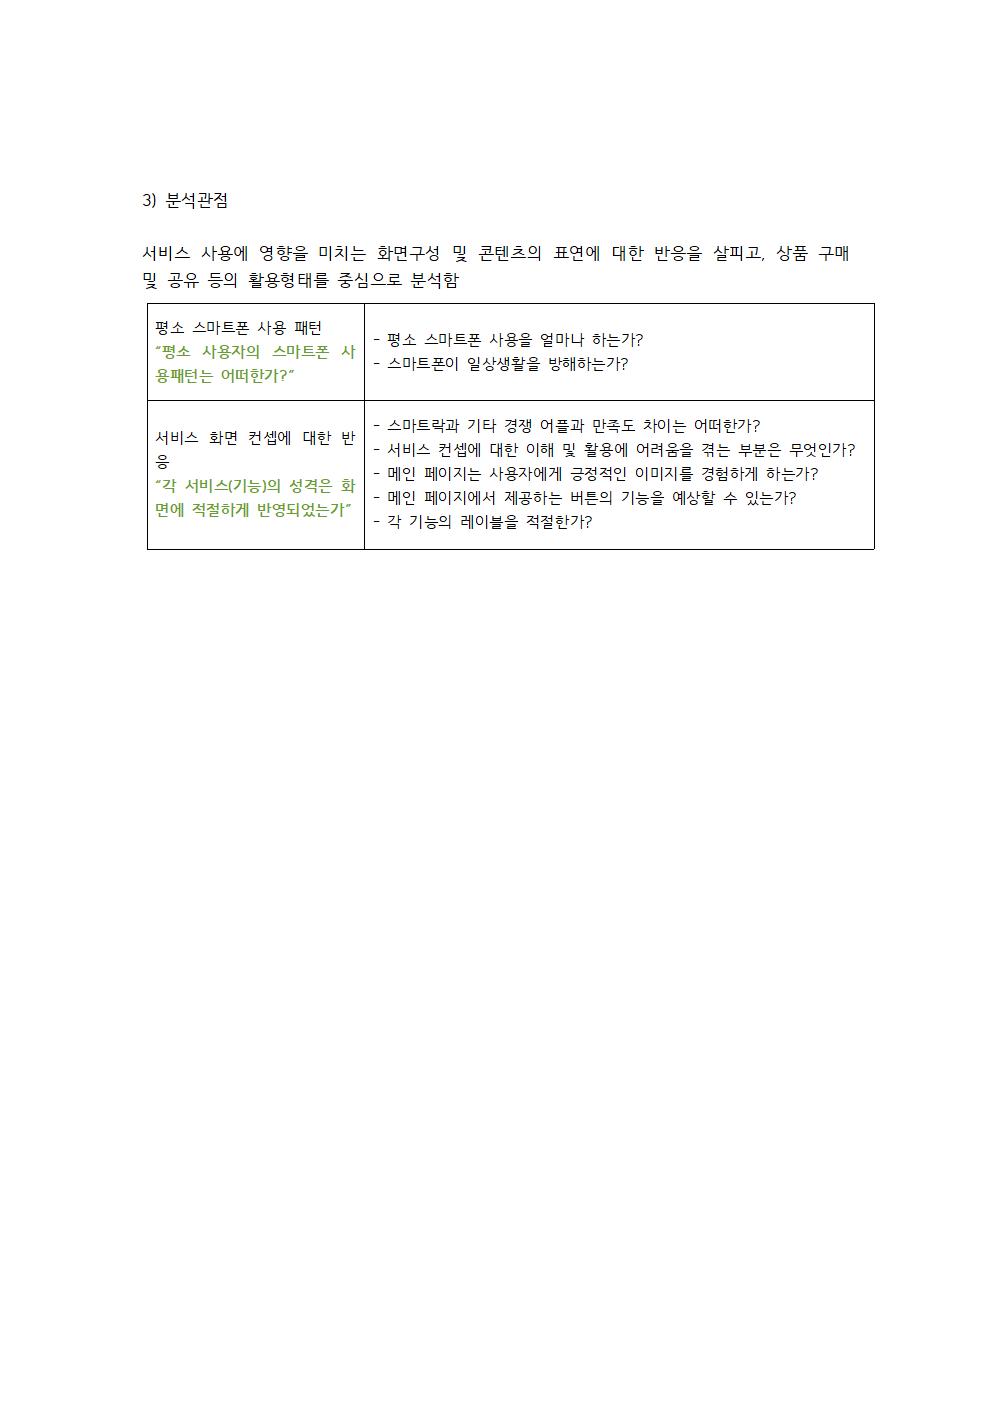 3) 분석관점
서비스 사용에 영향을 미치는 화면구성 및 콘텐츠의 표연에 대한 반응을 살피고, 상품 구매
및 공유 등의 활용형태를 중심으로 분석함
평소 스마트폰 사용 패턴
“평소 사용자의 스마트폰 사
용패턴는 어떠한가?”
- 평소 스마트폰 사용을 얼마나 하는가?
- 스마트폰이 일상생활을 방해하는가?
서비스 화면 컨셉에 대한 반
응
“각 서비스(기능)의 성격은 화
면에 적절하게 반영되었는가”
- 스마트락과 기타 경쟁 어플과 만족도 차이는 어떠한가?
- 서비스 컨셉에 대한 이해 및 활용에 어려움을 겪는 부분은 무엇인가?
- 메인 페이지는 사용자에게 긍정적인 이미지를 경험하게 하는가?
- 메인 페이지에서 제공하는 버튼의 기능을 예상할 수 있는가?
- 각 기능의 레이블을 적절한가?